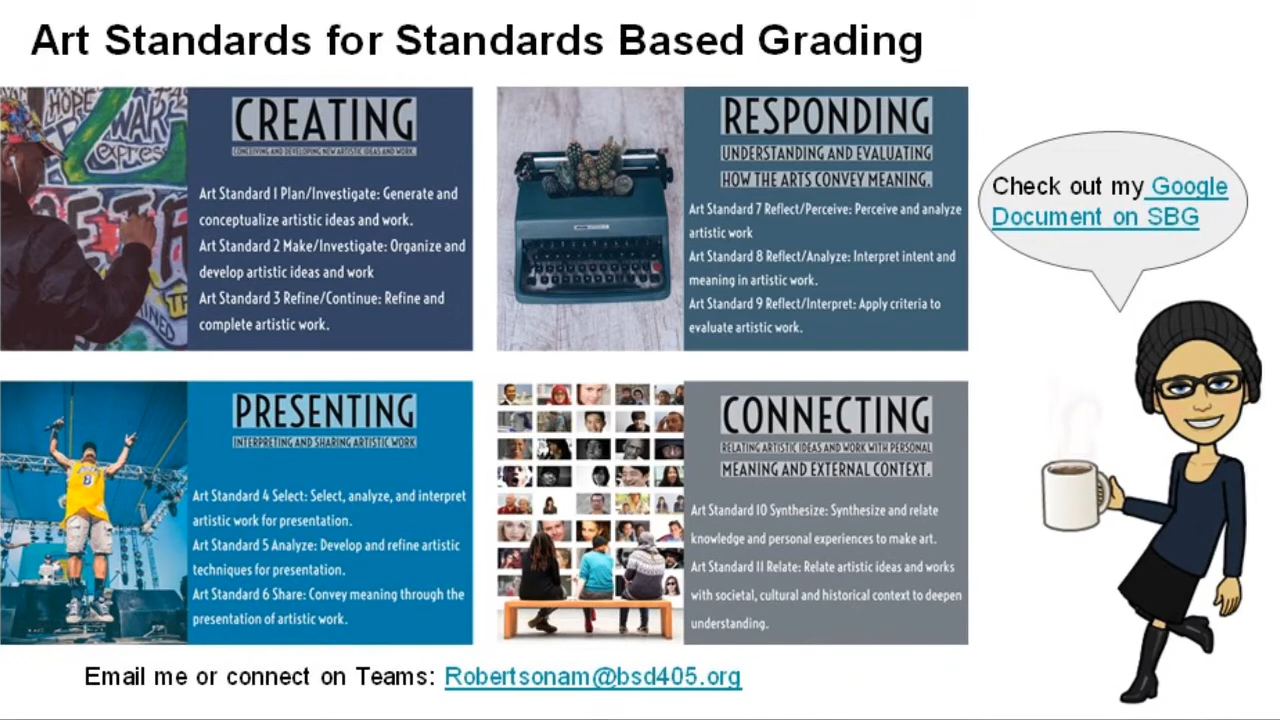 Art Standards for Standards Based Grading
HOPE
WAR
express
CREATING
CONCEIVING AND DEVELOPING NEW ARTISTIC IDEAS AND WORK.
Art Standard 1 Plan/Investigate: Generate and
conceptualize artistic ideas and work.
Art Standard 2 Make/Investigate: Organize and
develop artistic ideas and work
Art Standard 3 Refine/Continue: Refine and
complete artistic work.
RESPONDING
UNDERSTANDING AND EVALUATING
HOW THE ARTS CONVEY MEANING.
Art Standard 7 Reflect/Perceive: Perceive and analyze
artistic work
Art Standard 8 Reflect/Analyze: Interpret intent and
meaning in artistic work.
Art Standard 9 Reflect/Interpret: Apply criteria to
evaluate artistic work.
PRESENTING
INTERPRETING AND SHARING ARTISTIC WORK
Art Standard 4 Select: Select, analyze, and interpret
artistic work for presentation.
Art Standard 5 Analyze: Develop and refine artistic
techniques for presentation.
Art Standard 6 Share: Convey meaning through the
presentation of artistic work.
CONNECTING
RELATING ARTISTIC IDEAS AND WORK WITH PERSONAL
MEANING AND EXTERNAL CONTEXT.
Art Standard 10 Synthesize: Synthesize and relate
knowledge and personal experiences to make art.
Art Standard 11 Relate: Relate artistic ideas and works
with societal, cultural and historical context to deepen
understanding.
Check out my Google
Document on SBG
Email me or connect on Teams: Robertsonam@bsd405.org